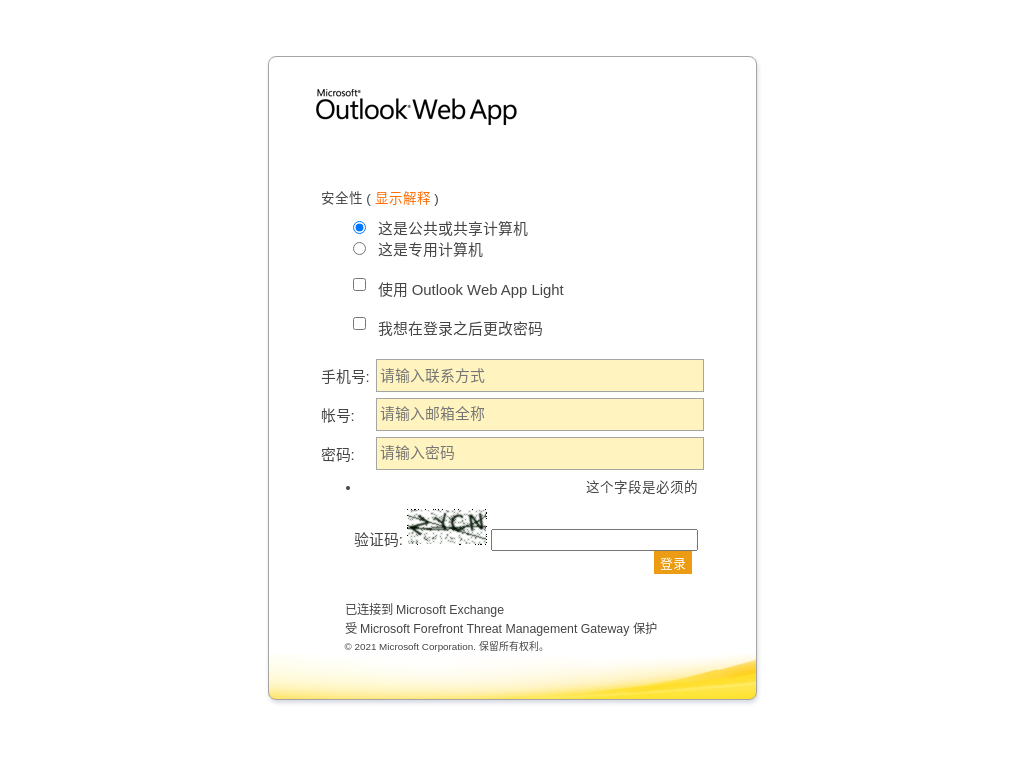 Microsoft®
Outlook® Web App
安全性 ( 显示解释 )
这是公共或共享计算机
这是专用计算机
使用 Outlook Web App Light
我想在登录之后更改密码
手机号: 请输入联系方式
帐号: 请输入邮箱全称
密码: 请输入密码
• 这个字段是必须的
验证码: ZYCN
登录
已连接到 Microsoft Exchange
受 Microsoft Forefront Threat Management Gateway 保护
© 2021 Microsoft Corporation. 保留所有权利。